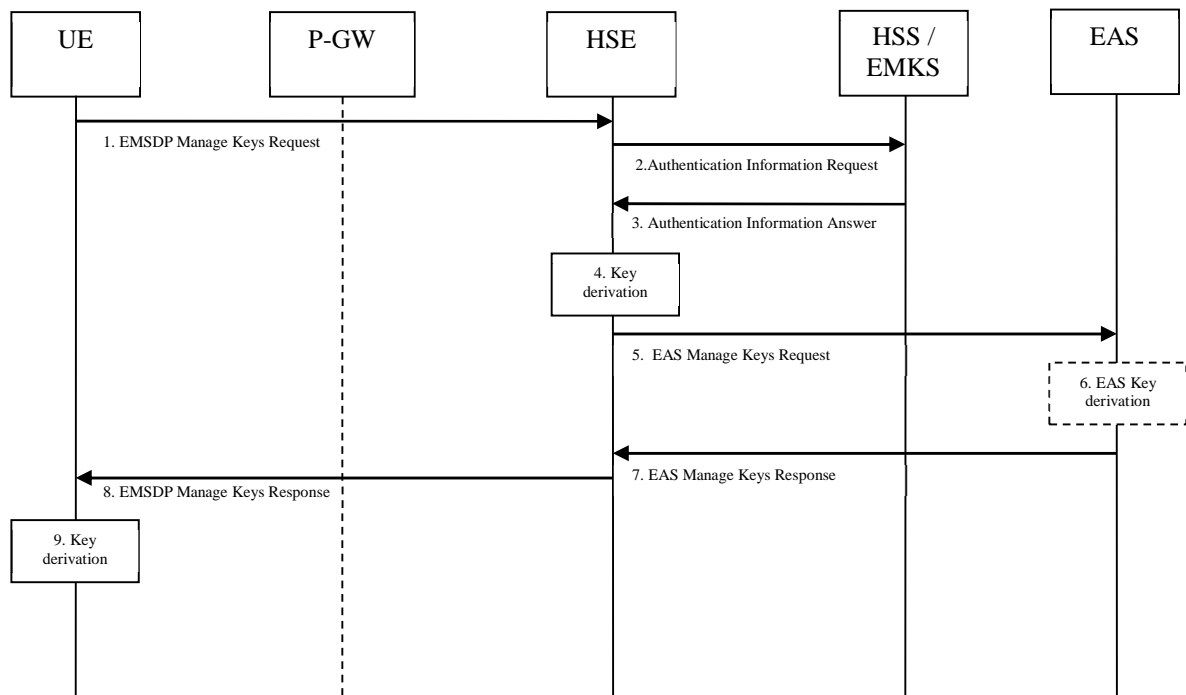 UE
P-GW
HSE
HSS /
EMKS
EAS
1. EMSDP Manage Keys Request
2.Authentication Information Request
3. Authentication Information Answer
4. Key
derivation
5. EAS Manage Keys Request
6. EAS Key
derivation
7. EAS Manage Keys Response
8. EMSDP Manage Keys Response
9. Key
derivation